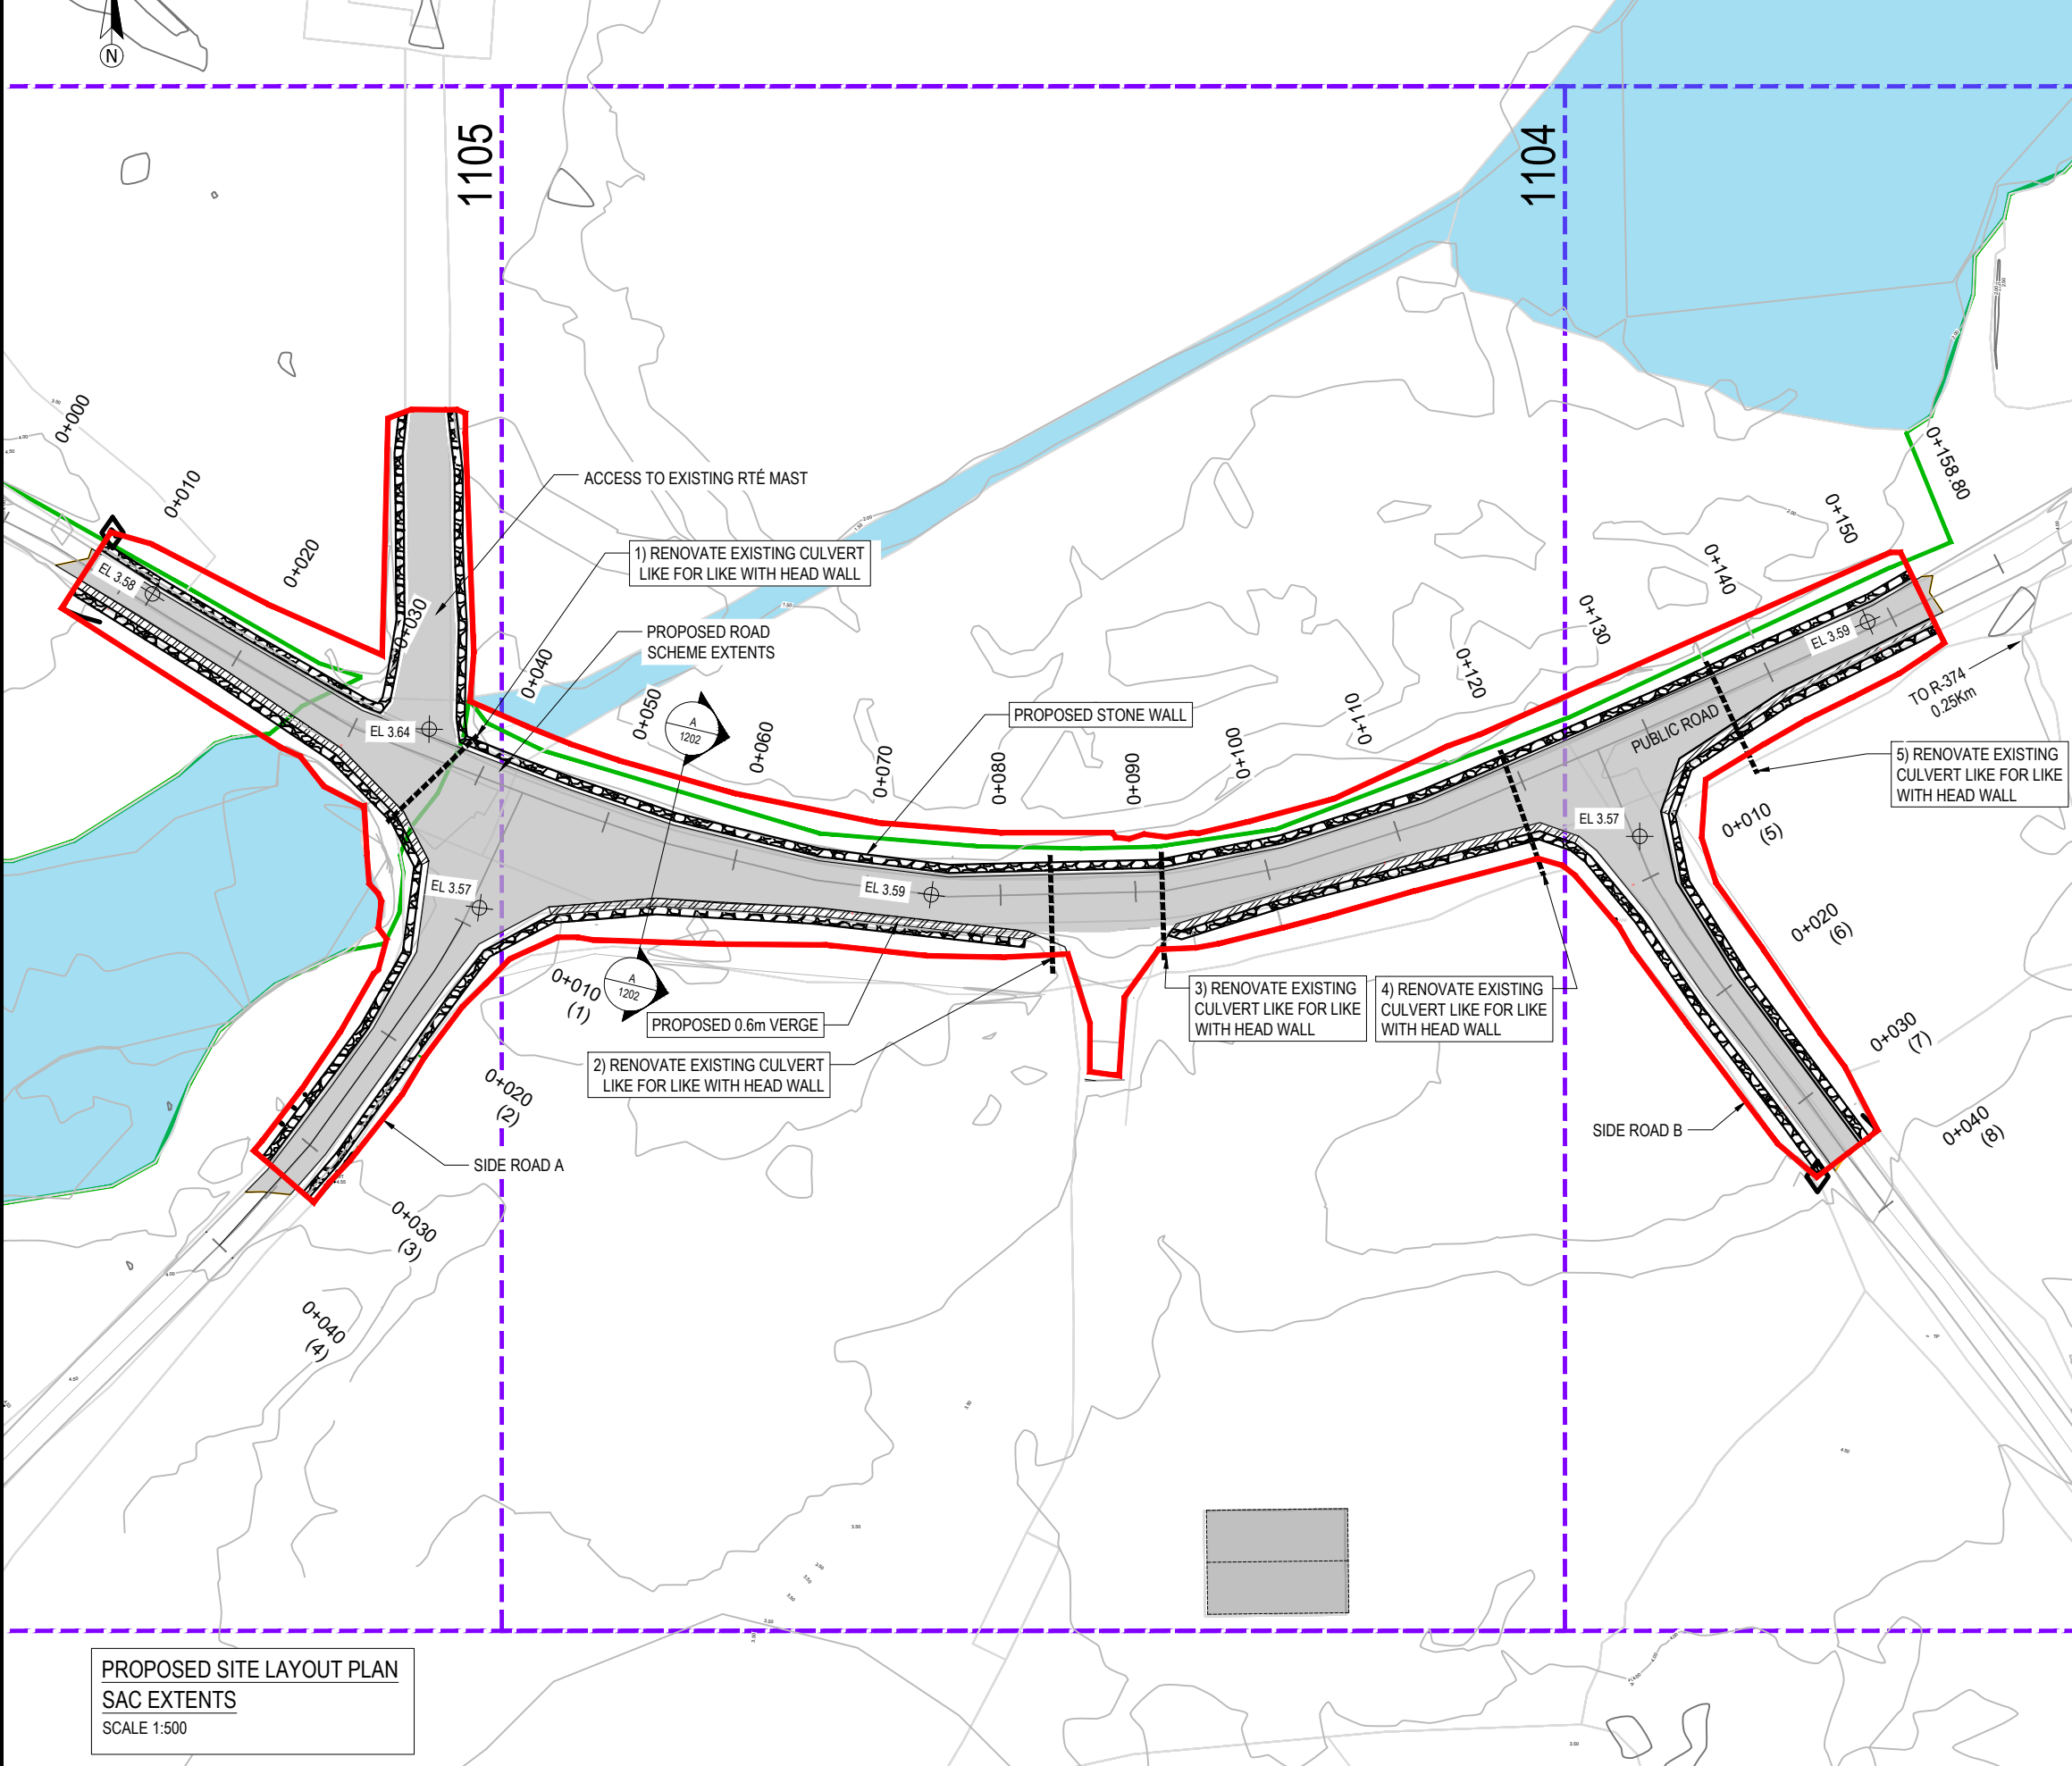 N
1105
1104
0+000
0+010
0+020
0+030
0+040
0+050
0+060
0+070
0+080
0+090
0+100
0+110
0+120
0+130
0+140
0+150
0+158.80
ACCESS TO EXISTING RTÉ MAST
1) RENOVATE EXISTING CULVERT
LIKE FOR LIKE WITH HEAD WALL
PROPOSED ROAD
SCHEME EXTENTS
A
1202
PROPOSED STONE WALL
EL 3.58
EL 3.64
EL 3.57
EL 3.59
EL 3.57
EL 3.59
PUBLIC ROAD
TO R-374
0.25Km
5) RENOVATE EXISTING
CULVERT LIKE FOR LIKE
WITH HEAD WALL
0+010
(5)
0+020
(6)
0+030
(7)
0+040
(8)
A
1202
0+010
(1)
PROPOSED 0.6m VERGE
2) RENOVATE EXISTING CULVERT
LIKE FOR LIKE WITH HEAD WALL
3) RENOVATE EXISTING
CULVERT LIKE FOR LIKE
WITH HEAD WALL
4) RENOVATE EXISTING
CULVERT LIKE FOR LIKE
WITH HEAD WALL
0+020
(2)
SIDE ROAD A
SIDE ROAD B
0+030
(3)
0+040
(4)
PROPOSED SITE LAYOUT PLAN
SAC EXTENTS
SCALE 1:500